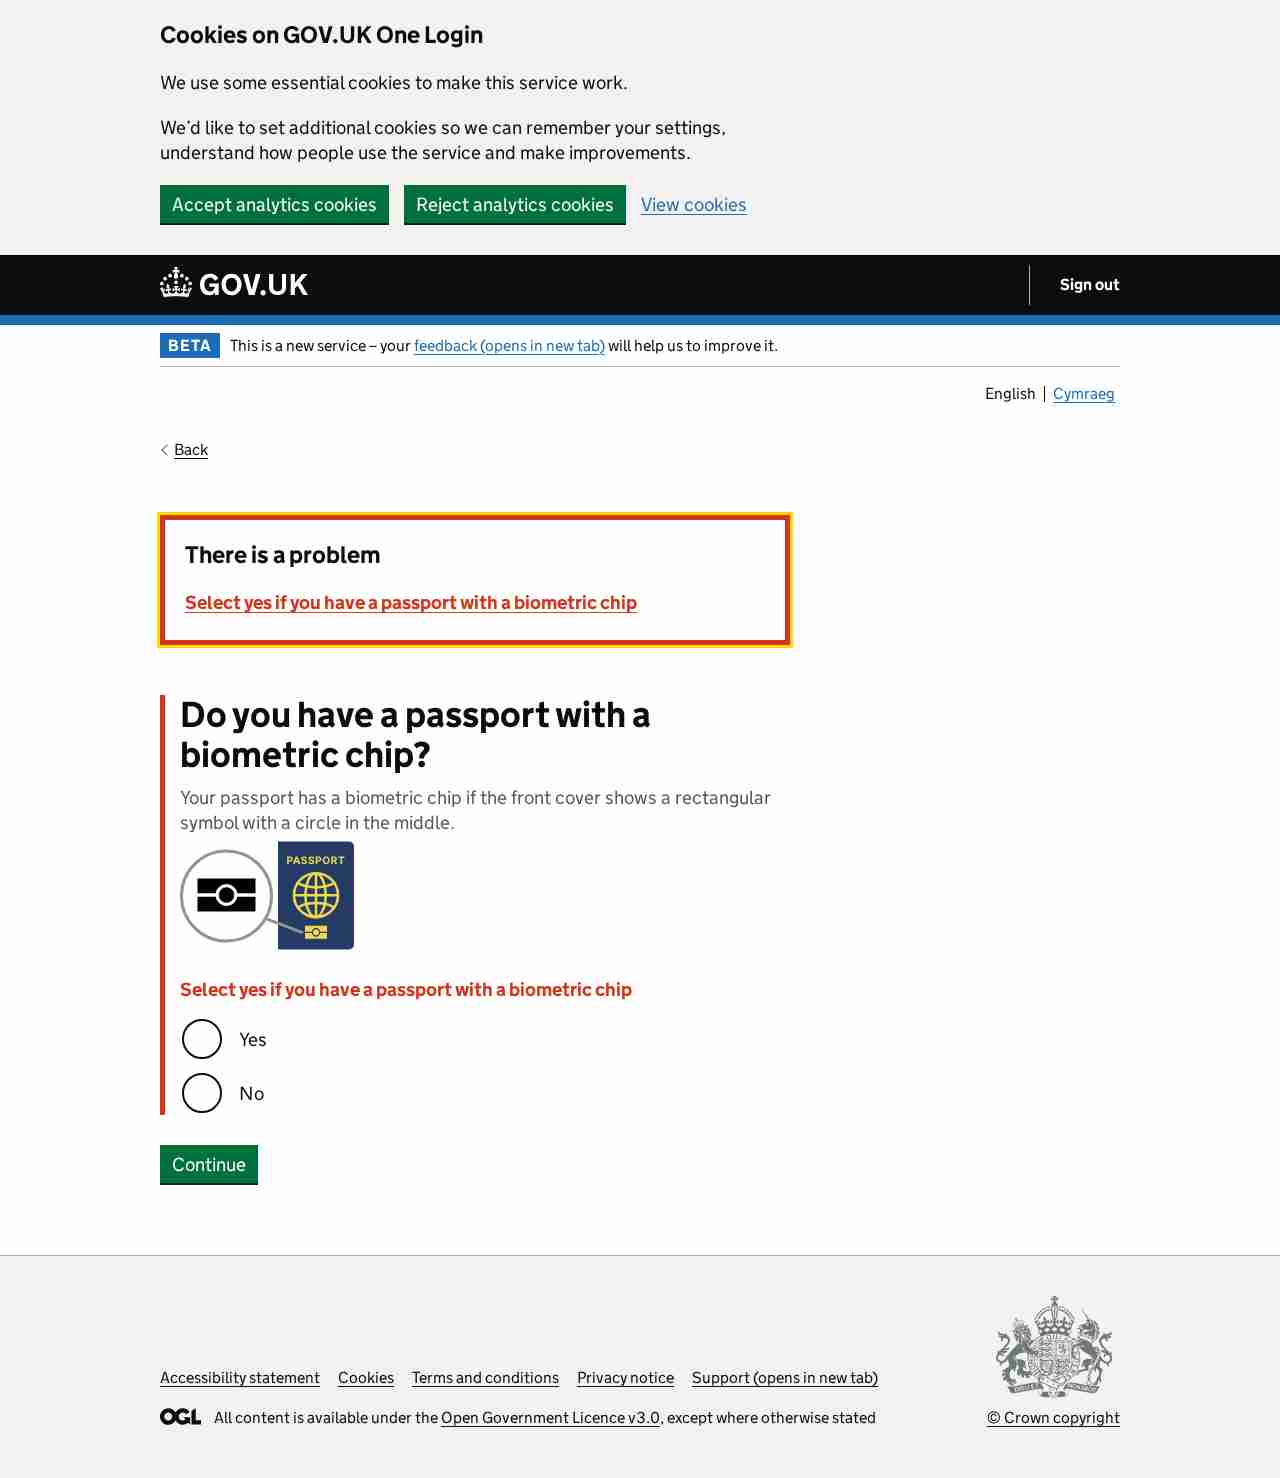 Cookies on GOV.UK One Login
We use some essential cookies to make this service work.
We'd like to set additional cookies so we can remember your settings,
understand how people use the service and make improvements.
Accept analytics cookies Reject analytics cookies View cookies
GOV.UK Sign out
BETA This is a new service – your feedback (opens in new tab) will help us to improve it.
English Cymraeg
Back
There is a problem
Select yes if you have a passport with a biometric chip
Do you have a passport with a
biometric chip?
Your passport has a biometric chip if the front cover shows a rectangular
symbol with a circle in the middle.
PASSPORT
Select yes if you have a passport with a biometric chip
Yes
No
Continue
Accessibility statement Cookies Terms and conditions Privacy notice Support (opens in new tab)
OGL All content is available under the Open Government Licence v3.0, except where otherwise stated
© Crown copyright